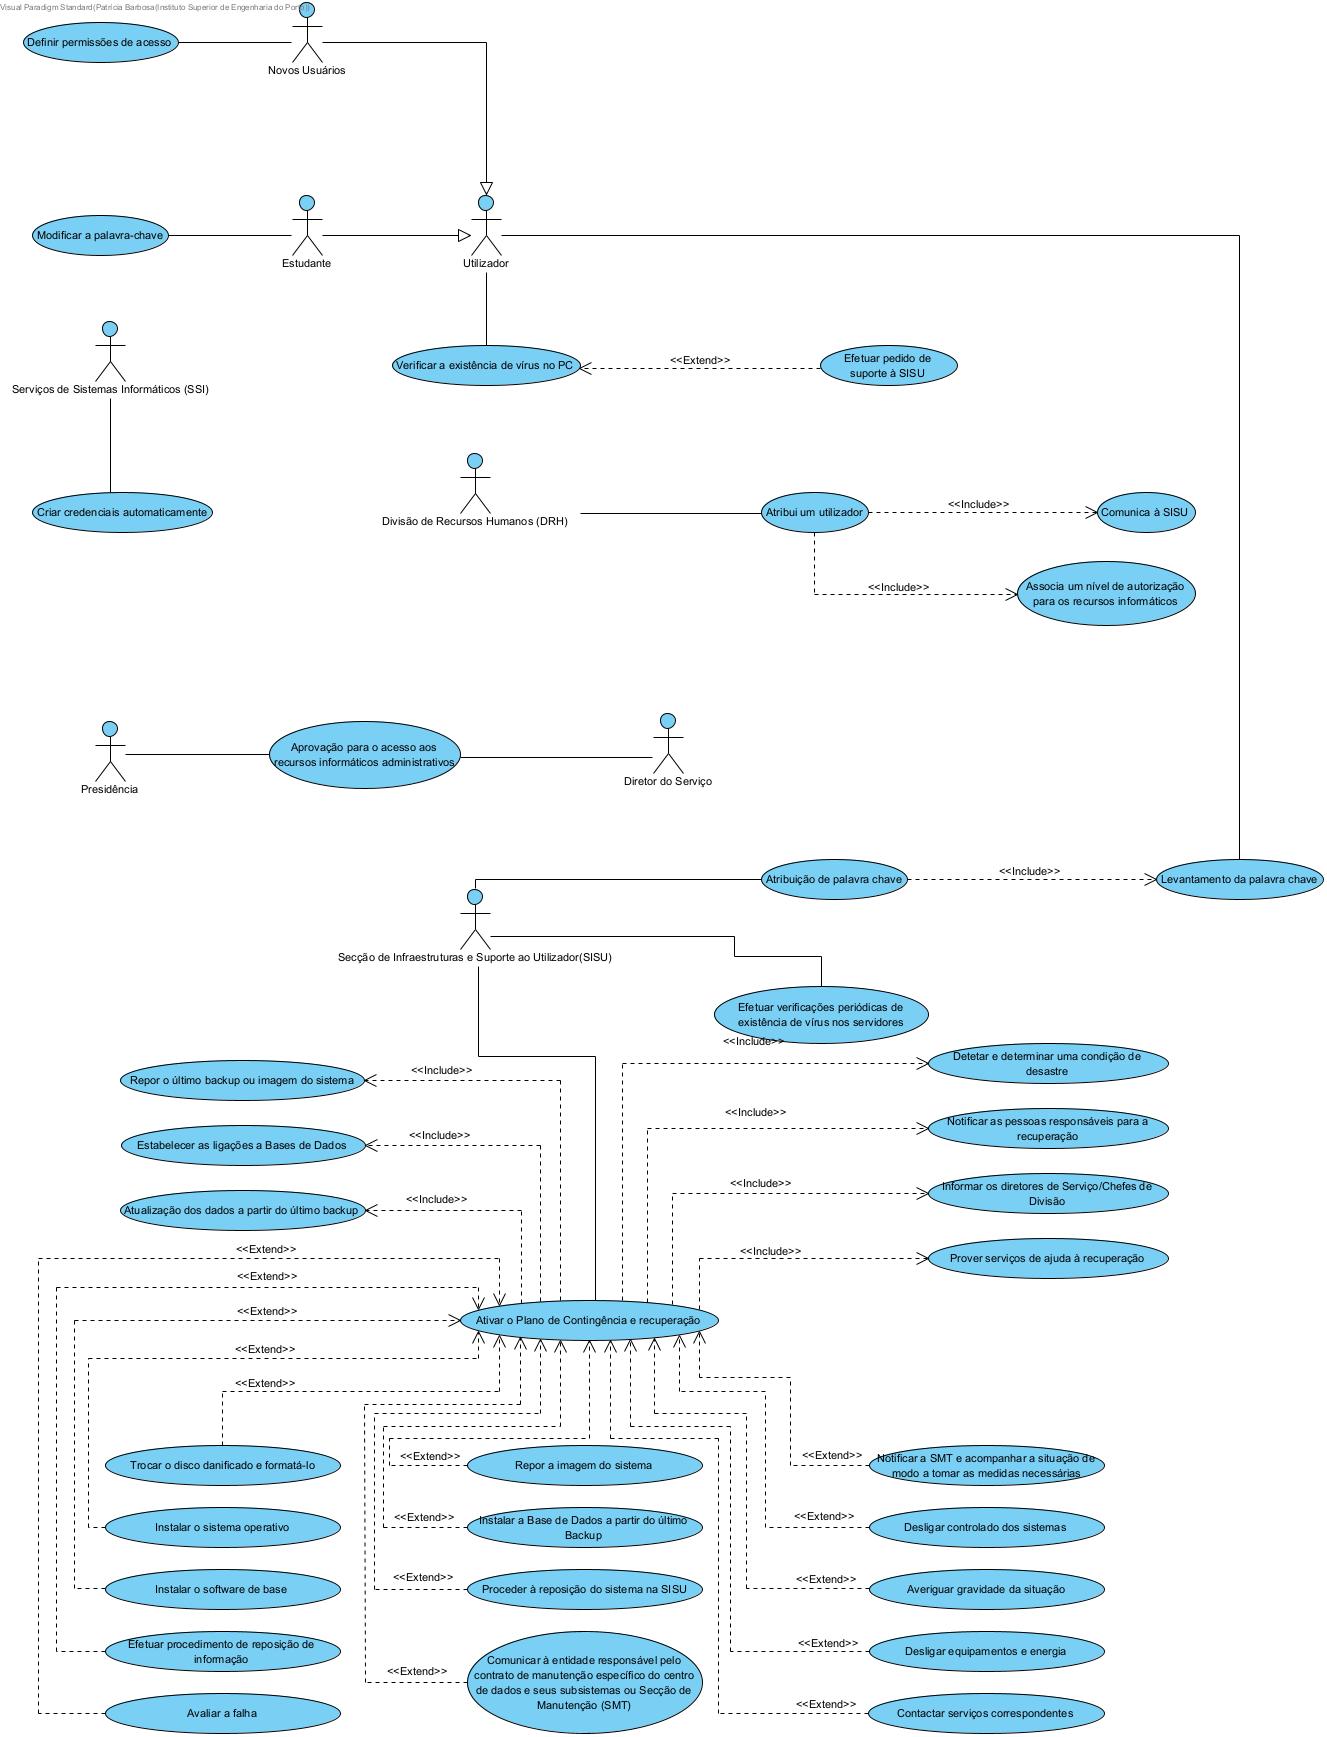 Visual Paradigm Standard(Patrícia Barbosa(Instituto Superior de Engenharia do Porto))
Definir permissões de acesso
Novos Usuários
Modificar a palavra-chave
Estudante
Utilizador
Serviços de Sistemas Informáticos (SSI)
Verificar a existência de vírus no PC
<<Extend>>
Efetuar pedido de
suporte à SISU
Criar credenciais automaticamente
Divisão de Recursos Humanos (DRH)
Atribui um utilizador
<<Include>>
Comunica à SISU
<<Include>>
Associa um nível de autorização
para os recursos informáticos
Presidência
Aprovação para o acesso aos
recursos informáticos administrativos
Diretor do Serviço
Atribuição de palavra chave
<<Include>>
Levantamento da palavra chave
Secção de Infraestruturas e Suporte ao Utilizador(SISU)
Efetuar verificações periódicas de
existência de vírus nos servidores
<<Include>>
Detetar e determinar uma condição de
desastre
Repor o último backup ou imagem do sistema
<<Include>>
<<Include>>
Notificar as pessoas responsáveis para a
recuperação
Estabelecer as ligações a Bases de Dados
<<Include>>
<<Include>>
Informar os diretores de Serviço/Chefes de
Divisão
Atualização dos dados a partir do último backup
<<Include>>
<<Include>>
Prover serviços de ajuda à recuperação
<<Extend>>
<<Extend>>
<<Extend>>
Ativar o Plano de Contingência e recuperação
<<Extend>>
<<Extend>>
Trocar o disco danificado e formatá-lo
<<Extend>>
Repor a imagem do sistema
<<Extend>>
Notificar a SMT e acompanhar a situação de
modo a tomar as medidas necessárias
Instalar o sistema operativo
<<Extend>>
Instalar a Base de Dados a partir do último
Backup
<<Extend>>
Desligar controlado dos sistemas
Instalar o software de base
<<Extend>>
Proceder à reposição do sistema na SISU
<<Extend>>
Averiguar gravidade da situação
Efetuar procedimento de reposição de
informação
<<Extend>>
Comunicar à entidade responsável pelo
contrato de manutenção específico do centro
de dados e seus subsistemas ou Secção de
Manutenção (SMT)
<<Extend>>
Desligar equipamentos e energia
Avaliar a falha
<<Extend>>
Contactar serviços correspondentes